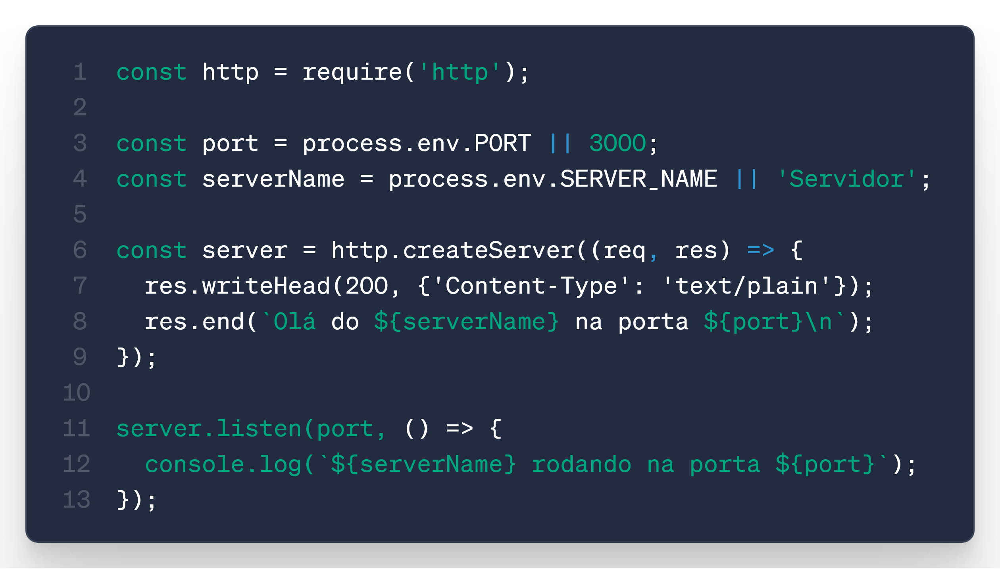 1 const http = require('http');
2
3 const port = process.env.PORT || 3000;
4 const serverName = process.env.SERVER_NAME || 'Servidor';
5
6 const server = http.createServer((req, res) => {
7   res.writeHead(200, {'Content-Type': 'text/plain'});
8   res.end(`Olá do ${serverName} na porta ${port}\n`);
9 });
10
11 server.listen(port, () => {
12   console.log(`${serverName} rodando na porta ${port}`);
13 });